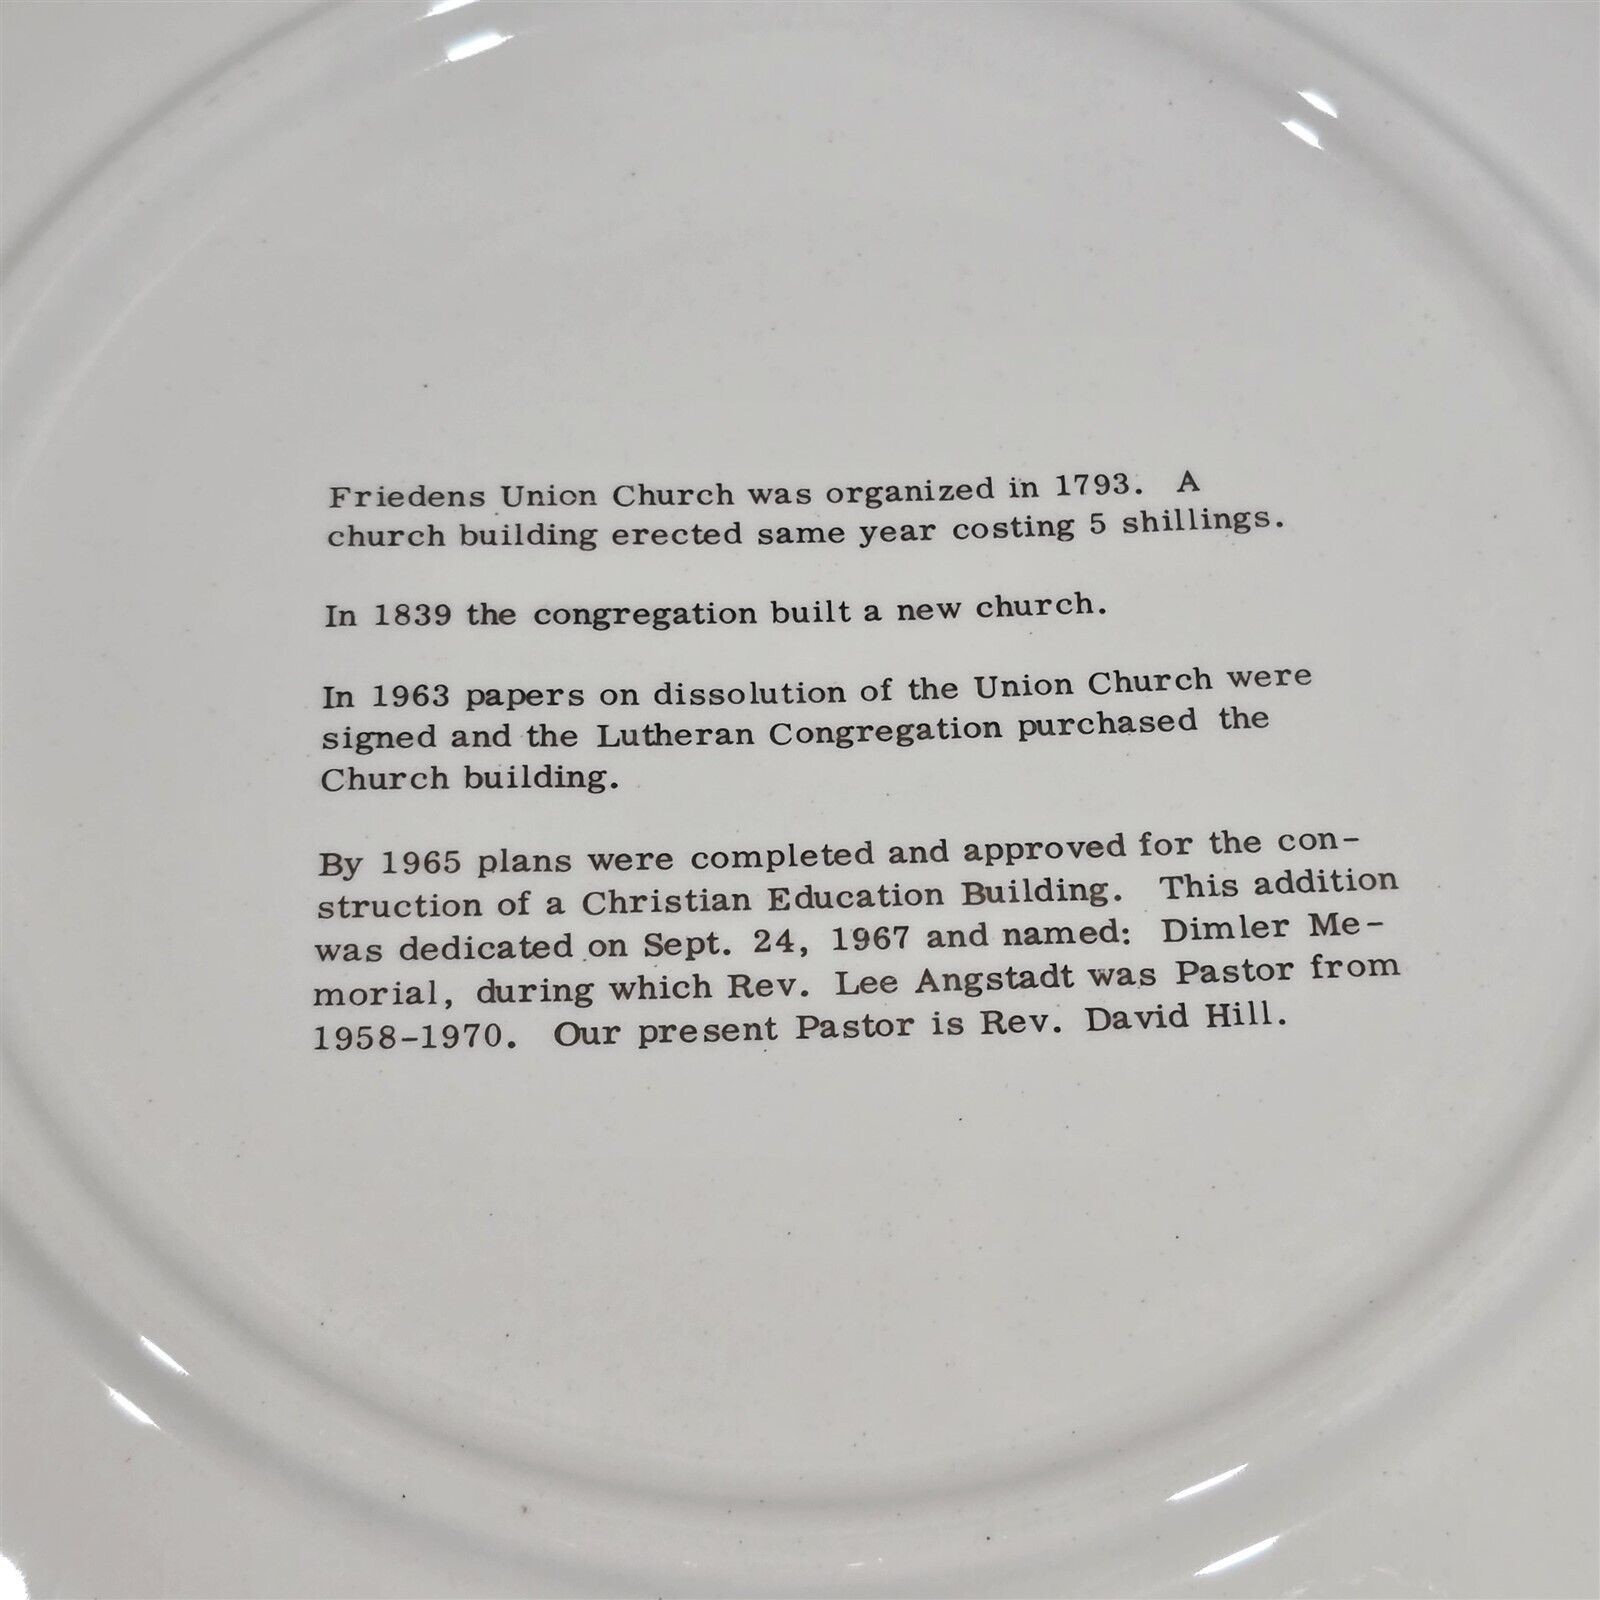 Friedens Union Church was organized in 1793. A
church building erected same year costing 5 shillings.
In 1839 the congregation built a new church.
In 1963 papers on dissolution of the Union Church were
signed and the Lutheran Congregation purchased the
Church building.
By 1965 plans were completed and approved for the con-
struction of a Christian Education Building. This addition
was dedicated on Sept. 24, 1967 and named: Dimler Me-
morial, during which Rev. Lee Angstadt was Pastor from
1958-1970. Our present Pastor is Rev. David Hill.